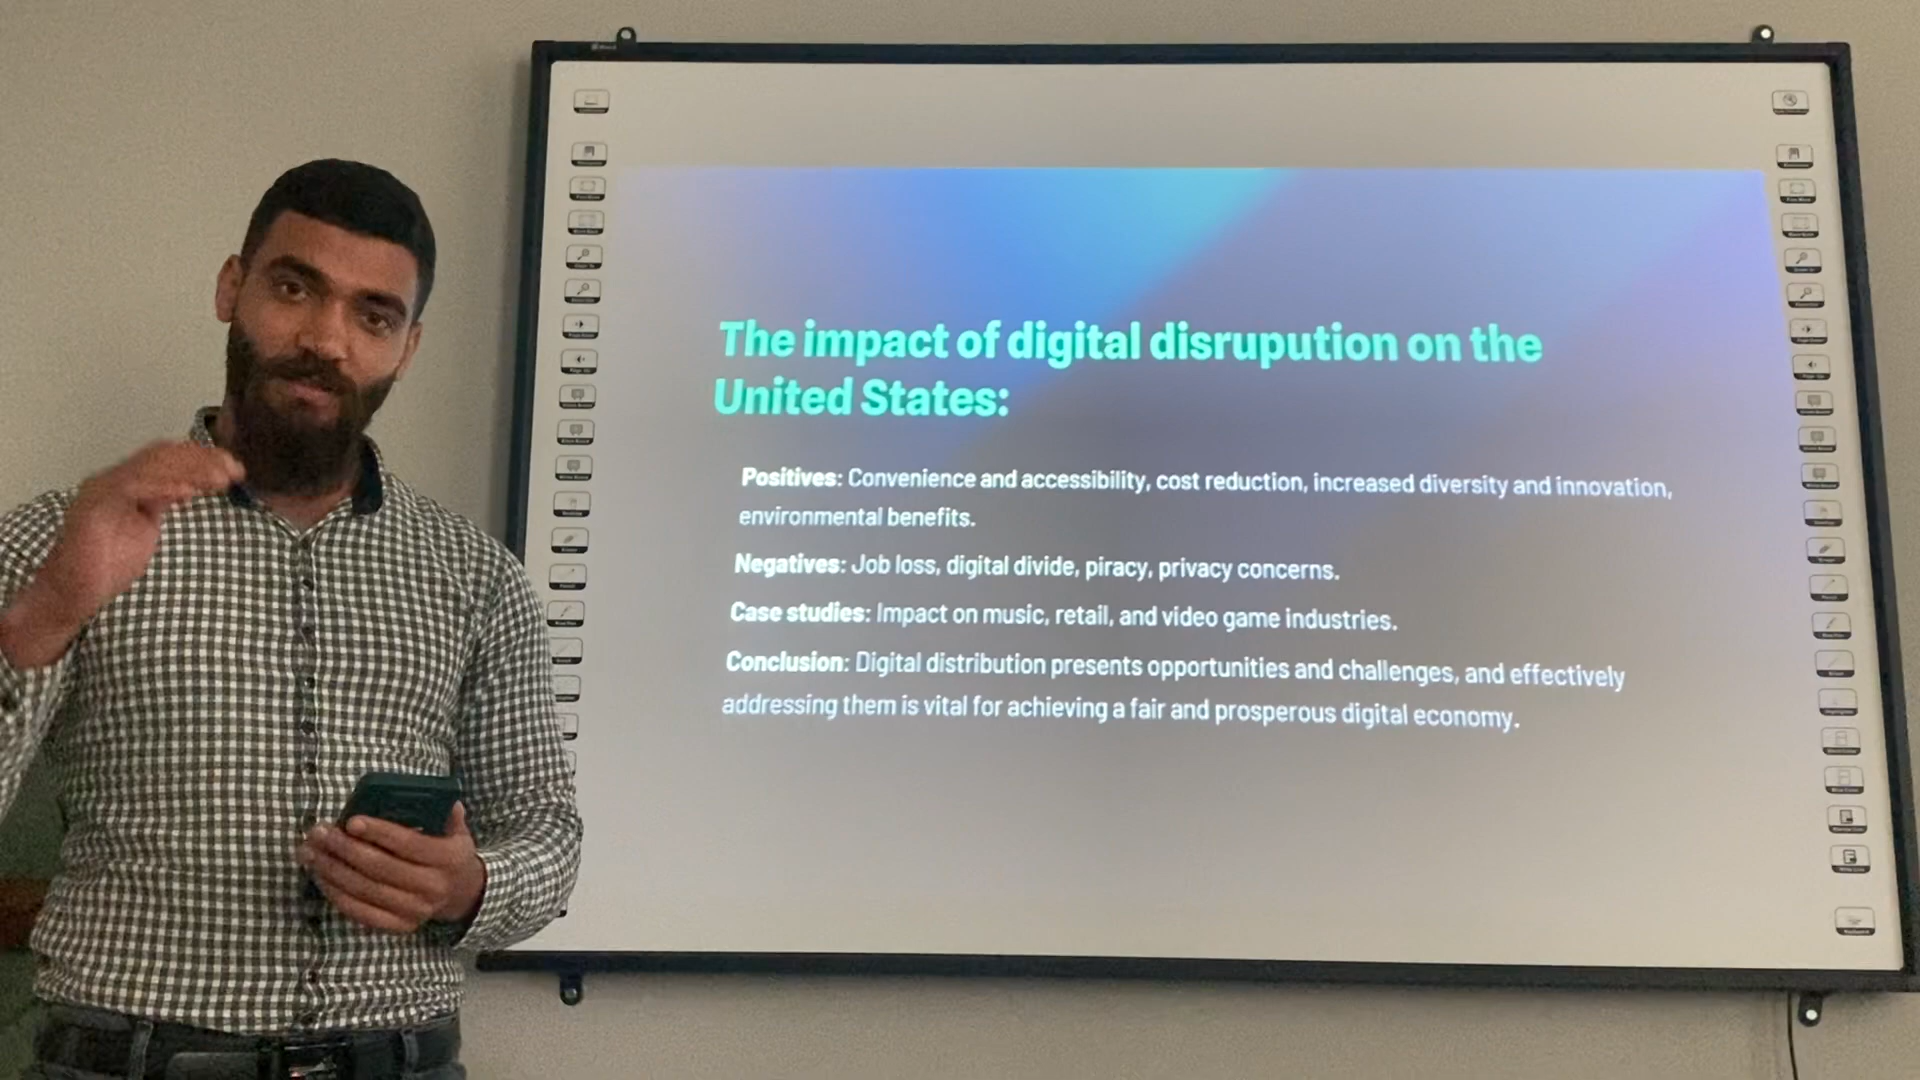 The impact of digital disrupution on the
United States:
Positives: Convenience and accessibility, cost reduction, increased diversity and innovation,
environmental benefits.
Negatives: Job loss, digital divide, piracy, privacy concerns.
Case studies: Impact on music, retail, and video game industries.
Conclusion: Digital distribution presents opportunities and challenges, and effectively
addressing them is vital for achieving a fair and prosperous digital economy.